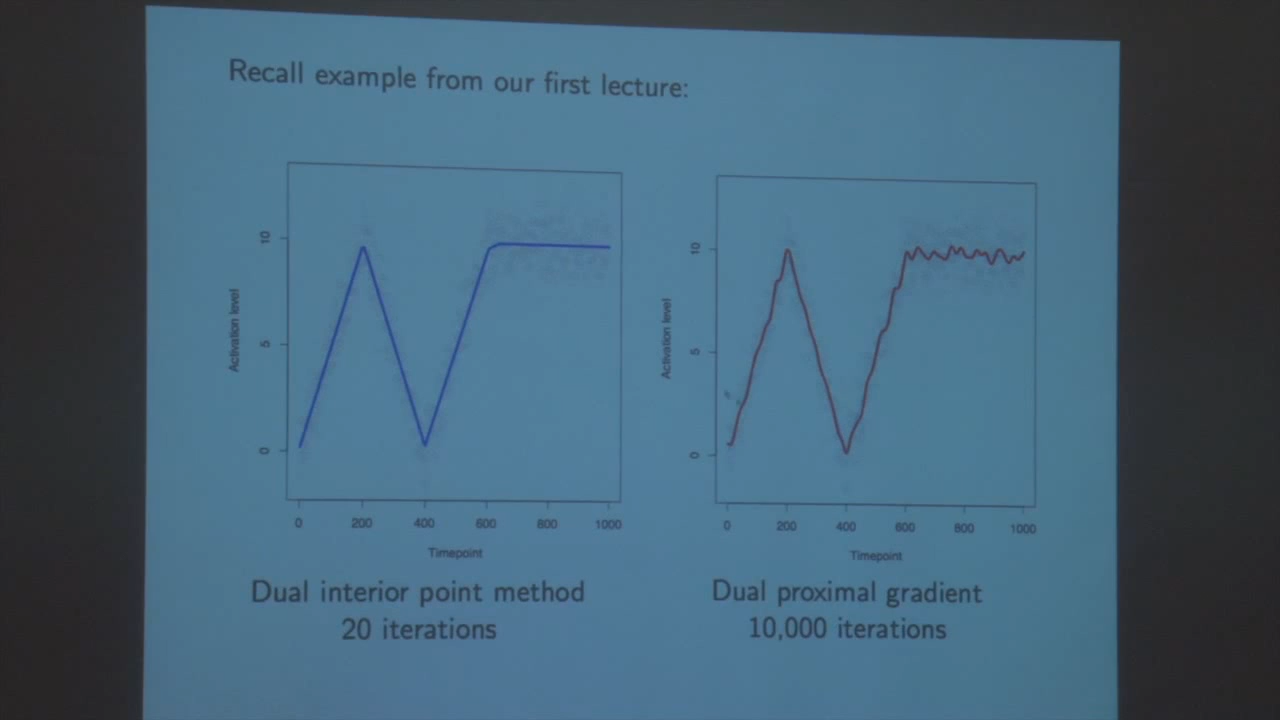 Recall example from our first lecture:
10
5
0
Activation level
0 200 400 600 800 1000
Timepoint
Dual interior point method
20 iterations
10
5
0
Activation level
0 200 400 600 800 1000
Timepoint
Dual proximal gradient
10,000 iterations